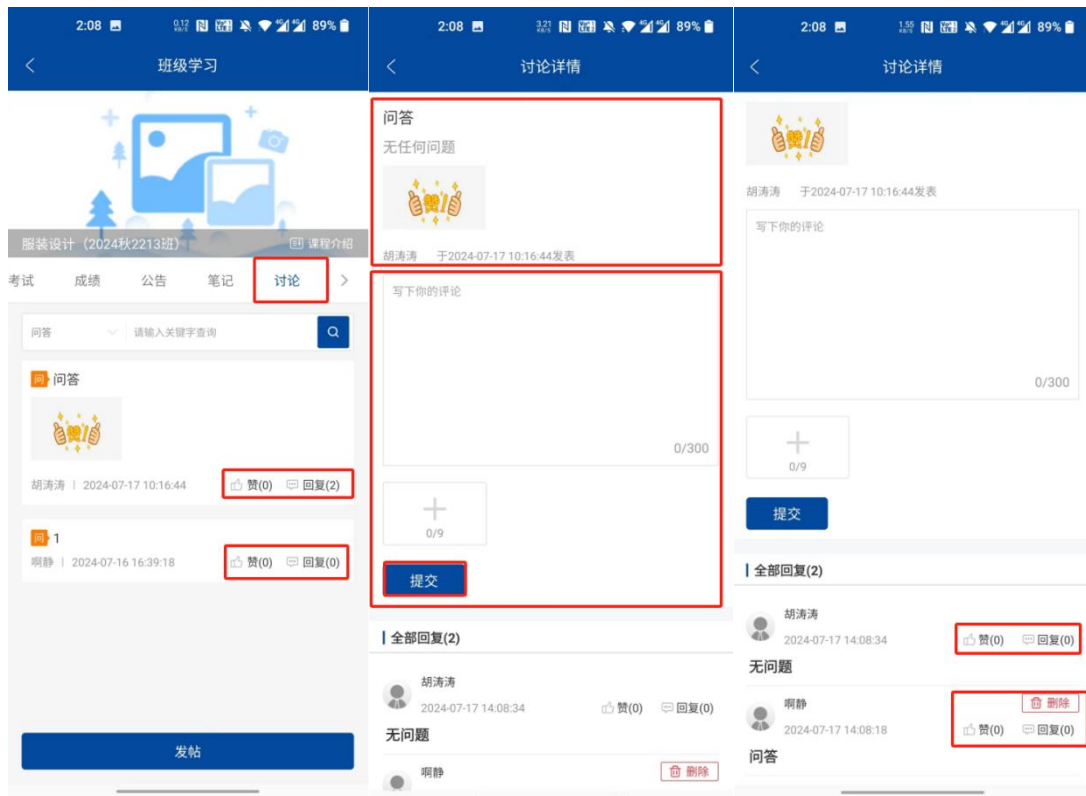 2:08 0.12 KB/S 89%
班级学习
服装设计（2024秋2213班） 课程介绍
考试 成绩 公告 笔记 讨论
问答 请输入关键字查询
问 问答
赞!
胡涛涛 | 2024-07-17 10:16:44 赞(0) 回复(2)
问 1
啊静 | 2024-07-16 16:39:18 赞(0) 回复(0)
发帖
2:08 3.21 KB/S 89%
讨论详情
问答
无任何问题
赞!
胡涛涛 于2024-07-17 10:16:44发表
写下你的评论
0/300
0/9
提交
全部回复(2)
胡涛涛
2024-07-17 14:08:34 赞(0) 回复(0)
无问题
啊静 删除
2:08 1.55 KB/S 89%
讨论详情
赞!
胡涛涛 于2024-07-17 10:16:44发表
写下你的评论
0/300
0/9
提交
全部回复(2)
胡涛涛
2024-07-17 14:08:34 赞(0) 回复(0)
无问题
啊静 删除
2024-07-17 14:08:18 赞(0) 回复(0)
问答